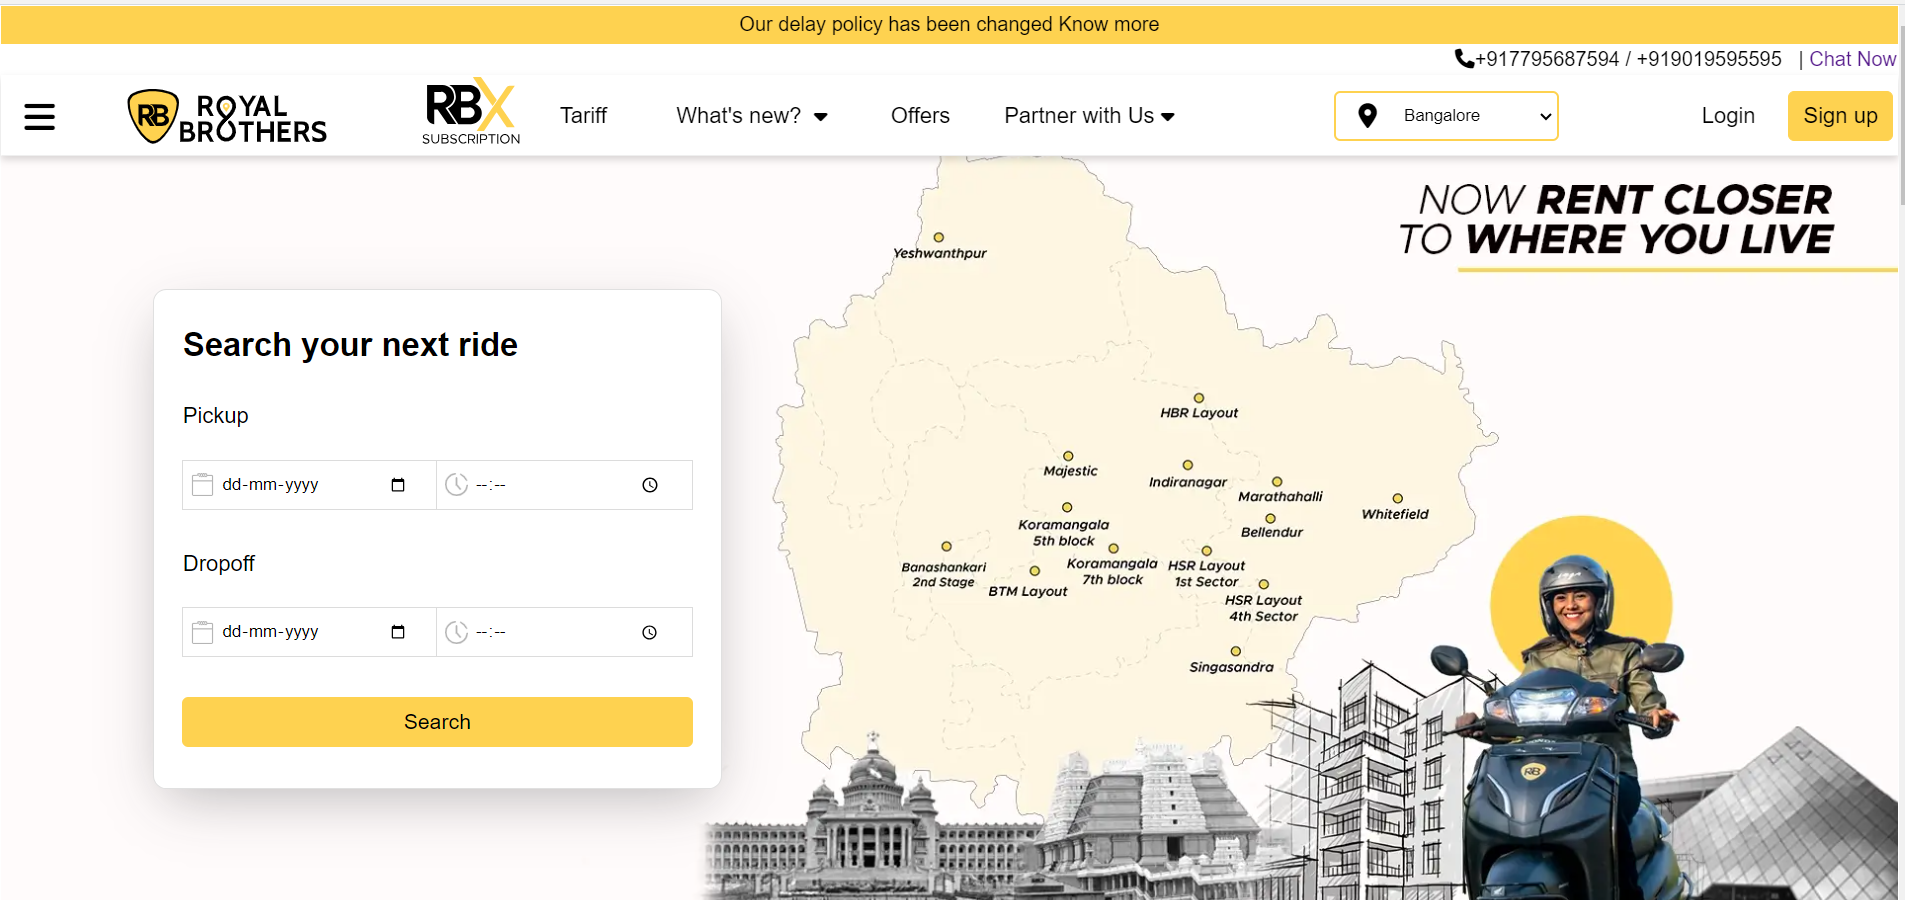 Our delay policy has been changed Know more
+917795687594 / +919019595595 | Chat Now
RB ROYAL BROTHERS
RBX SUBSCRIPTION
Tariff
What's new?
Offers
Partner with Us
Bangalore
Login
Sign up
NOW RENT CLOSER
TO WHERE YOU LIVE
Search your next ride
Pickup
dd-mm-yyyy
--:--
Dropoff
dd-mm-yyyy
--:--
Search
Yeshwanthpur
HBR Layout
Majestic
Indiranagar
Marathahalli
Whitefield
Koramangala
5th block
Bellendur
Banashankari
2nd Stage
BTM Layout
Koramangala
7th block
HSR Layout
1st Sector
HSR Layout
4th Sector
Singasandra
RB